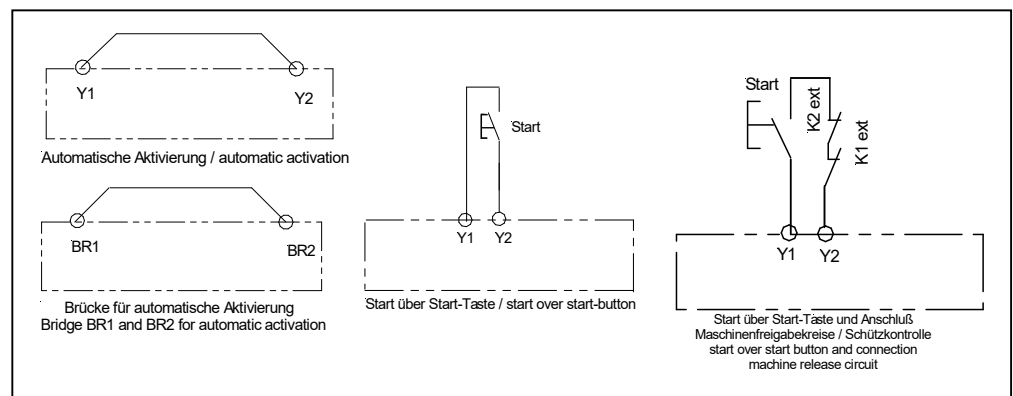 Y1
Y2
Automatische Aktivierung / automatic activation
BR1
BR2
Brücke für automatische Aktivierung
Bridge BR1 and BR2 for automatic activation
Start
Y1
Y2
Start über Start-Taste / start over start-button
Start
K2 ext
K1 ext
Y1
Y2
Start über Start-Taste und Anschluß
Maschinenfreigabekreise / Schützkontrolle
start over start button and connection
machine release circuit